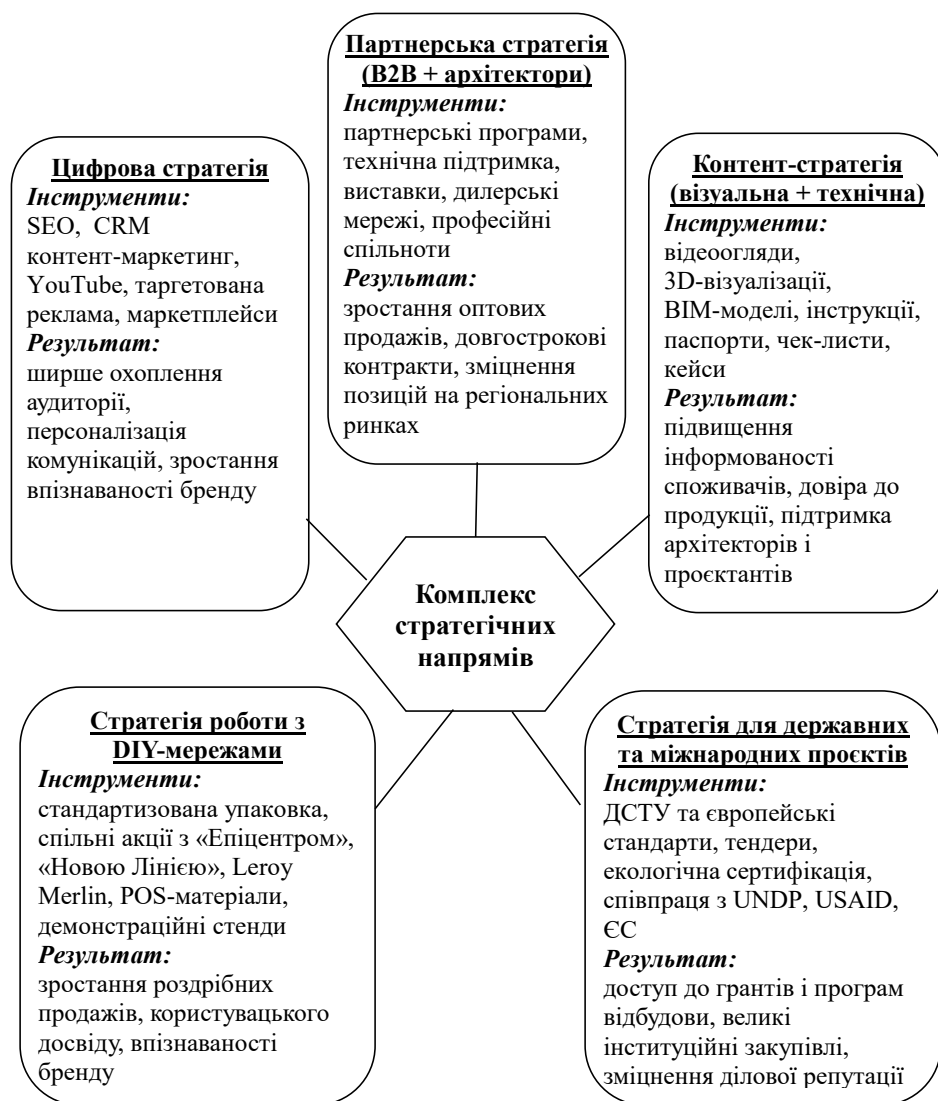 Партнерська стратегія
(B2B + архітектори)
Інструменти:
партнерські програми,
технічна підтримка,
виставки, дилерські
мережі, професійні
спільноти
Результат:
зростання оптових
продажів, довгострокові
контракти, зміцнення
позицій на регіональних
ринках
Цифрова стратегія
Інструменти:
SEO, CRM
контент-маркетинг,
YouTube, таргетована
реклама, маркетплейси
Результат:
ширше охоплення
аудиторії,
персоналізація
комунікацій, зростання
впізнаваності бренду
Контент-стратегія
(візуальна + технічна)
Інструменти:
відеоогляди,
3D-візуалізації,
BIM-моделі, інструкції,
паспорти, чек-листи,
кейси
Результат:
підвищення
інформованості
споживачів, довіра до
продукції, підтримка
архітекторів і
проєктантів
Комплекс
стратегічних
напрямів
Стратегія роботи з
DIY-мережами
Інструменти:
стандартизована упаковка,
спільні акції з «Епіцентром»,
«Новою Лінією», Leroy
Merlin, POS-матеріали,
демонстраційні стенди
Результат:
зростання роздрібних
продажів, користувацького
досвіду, впізнаваності
бренду
Стратегія для державних
та міжнародних проєктів
Інструменти:
ДСТУ та європейські
стандарти, тендери,
екологічна сертифікація,
співпраця з UNDP, USAID,
ЄС
Результат:
доступ до грантів і програм
відбудови, великі
інституційні закупівлі,
зміцнення ділової репутації